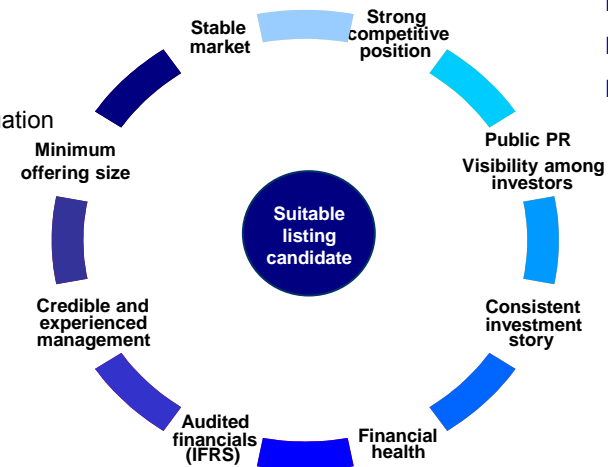 Stable
market
Strong
competitive
position
Public PR
Visibility among
investors
Minimum
offering size
Suitable
listing
candidate
Credible and
experienced
management
Consistent
investment
story
Audited
financials
(IFRS)
Financial
health